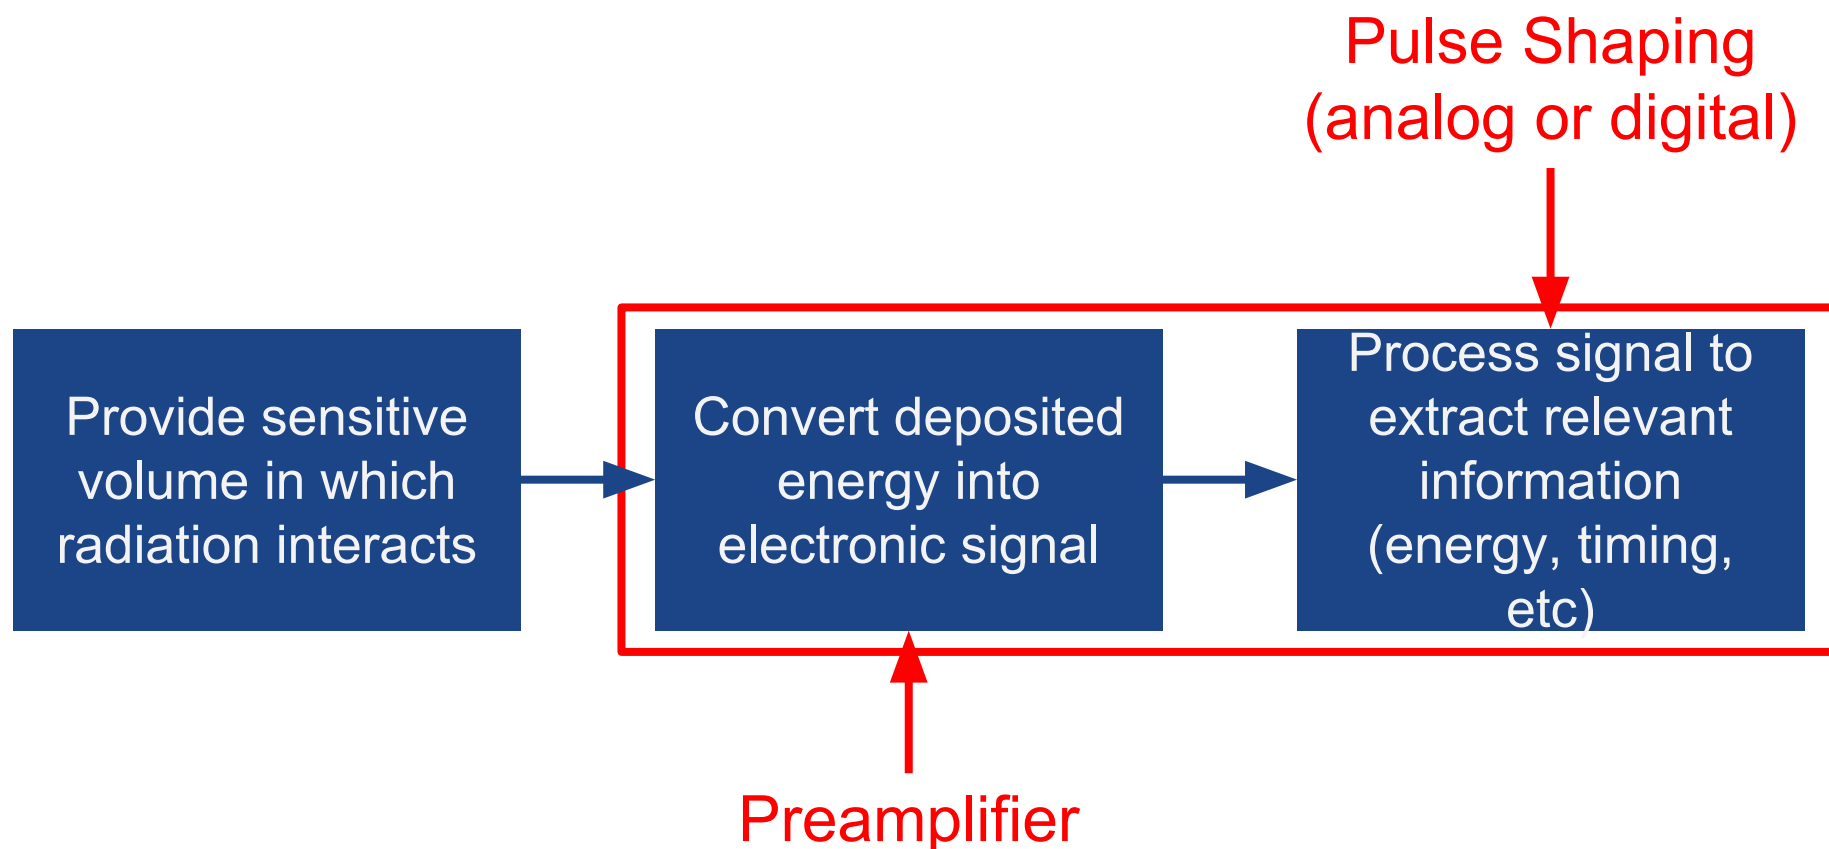 Pulse Shaping
(analog or digital)
Provide sensitive
volume in which
radiation interacts
Convert deposited
energy into
electronic signal
Process signal to
extract relevant
information
(energy, timing,
etc)
Preamplifier